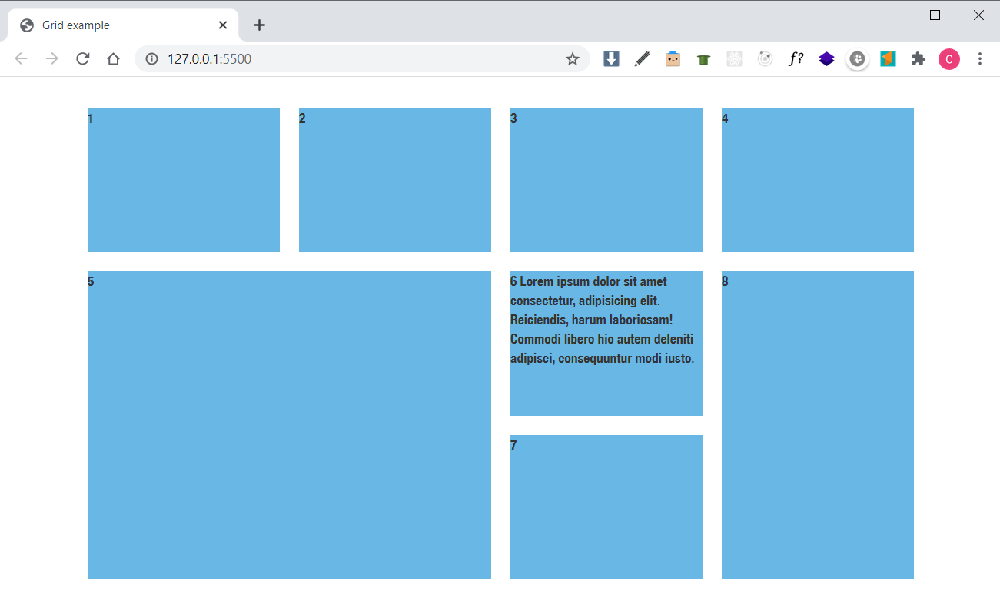 Grid example
127.0.0.1:5500
f?
C
1
2
3
4
5
6 Lorem ipsum dolor sit amet
consectetur, adipisicing elit.
Reiciendis, harum laboriosam!
Commodi libero hic autem deleniti
adipisci, consequuntur modi iusto.
8
7